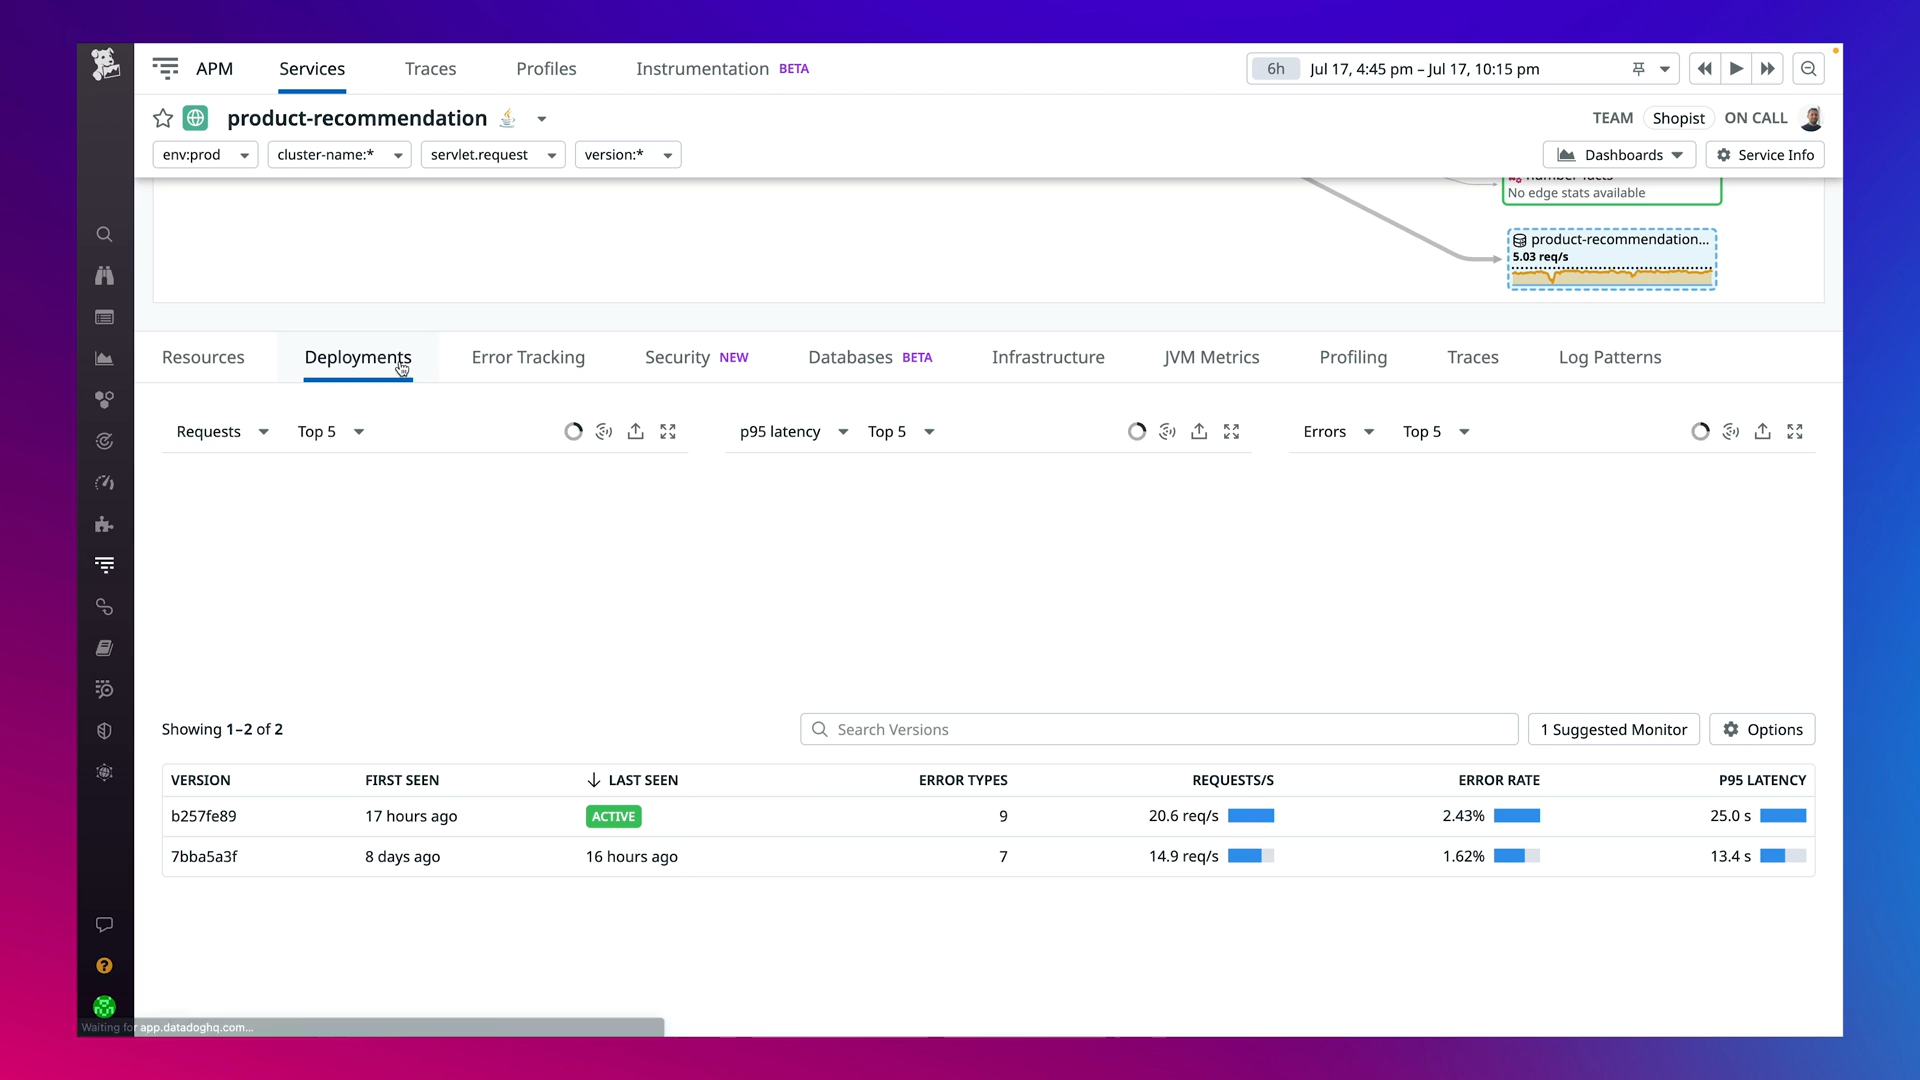 APM Services Traces Profiles Instrumentation BETA 6h Jul 17, 4:45 pm – Jul 17, 10:15 pm
product-recommendation TEAM Shopist ON CALL
env:prod cluster-name:* servlet.request version:* Dashboards Service Info
number-facts
No edge stats available
product-recommendation...
5.03 req/s
Resources Deployments Error Tracking Security NEW Databases BETA Infrastructure JVM Metrics Profiling Traces Log Patterns
Requests Top 5 p95 latency Top 5 Errors Top 5
Showing 1–2 of 2 Search Versions 1 Suggested Monitor Options
VERSION FIRST SEEN LAST SEEN ERROR TYPES REQUESTS/S ERROR RATE P95 LATENCY
b257fe89 17 hours ago ACTIVE 9 20.6 req/s 2.43% 25.0 s
7bba5a3f 8 days ago 16 hours ago 7 14.9 req/s 1.62% 13.4 s
Waiting for app.datadoghq.com...